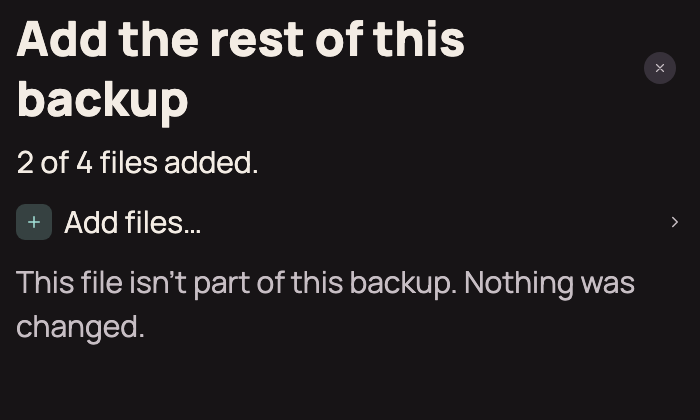 Add the rest of this
backup
2 of 4 files added.
Add files...
This file isn't part of this backup. Nothing was
changed.